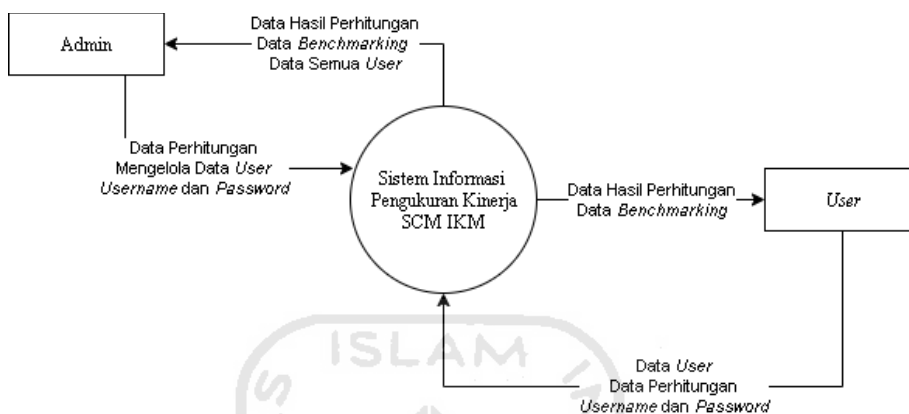 Data Hasil Perhitungan
Data Benchmarking
Data Semua User
Admin
Data Perhitungan
Mengelola Data User
Username dan Password
Sistem Informasi
Pengukuran Kinerja
SCM IKM
Data Hasil Perhitungan
Data Benchmarking
User
Data User
Data Perhitungan
Username dan Password
ISLAM